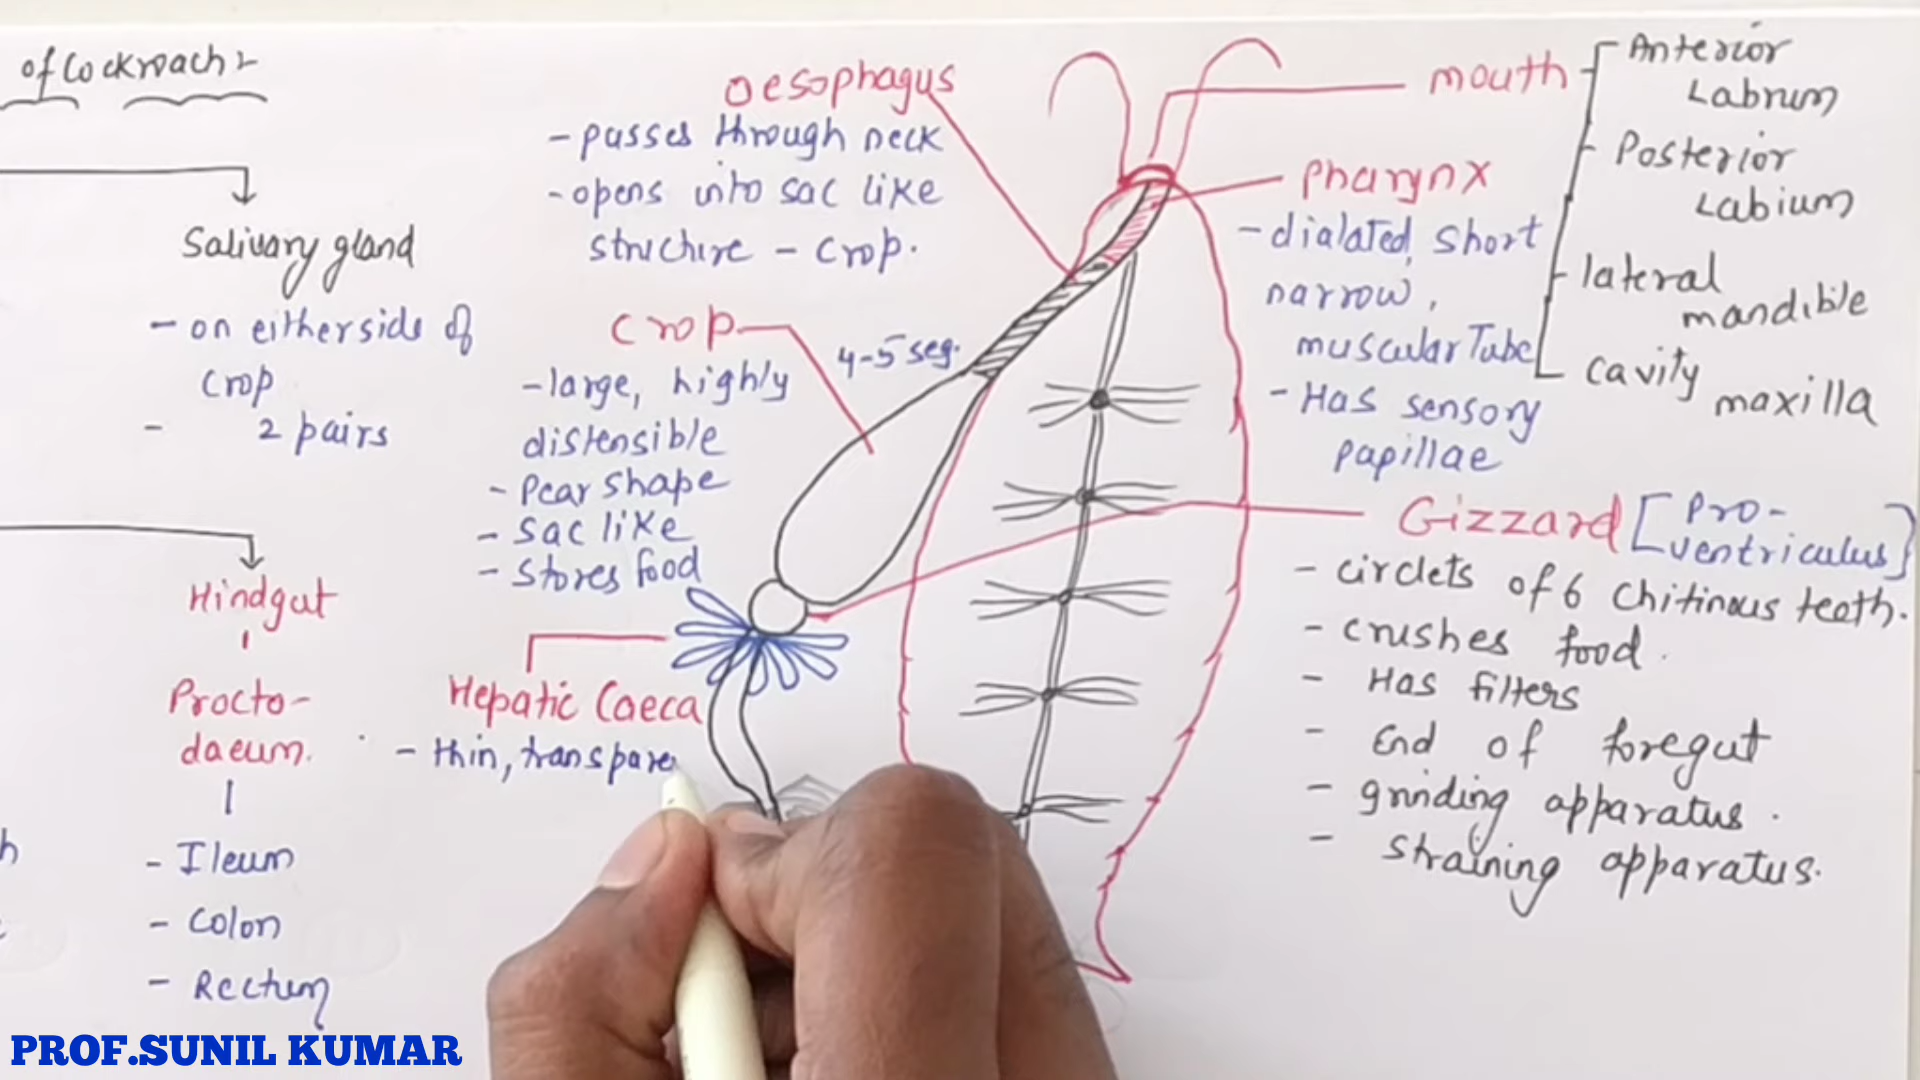 of Cockroach :-
Salivary gland
- on eitherside of
crop
- 2 pairs
Hindgut
Procto-
daeum.
- Ileum
- Colon
- Rectum
Oesophagus
- passes through neck
- opens into sac like
structure - crop.
Crop
4-5 seg.
- large, highly
distensible
- Pear shape
- Sac like
- Stores food
Hepatic Caeca
- thin, transpare
mouth
Anterior
Labrum
Posterior
Labium
lateral
mandible
cavity
maxilla
Pharynx
- dialated, short
narrow,
muscular Tube
- Has sensory
papillae
Gizzard [Pro-
ventriculus]
- circlets of 6 chitinous teeth.
- crushes food.
- Has filters
- End of foregut
- grinding apparatus.
- straining apparatus.
PROF.SUNIL KUMAR